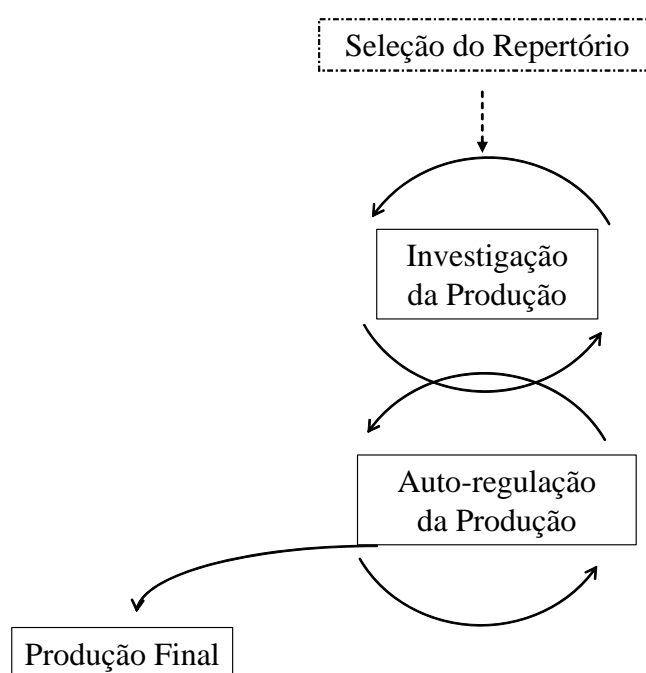 Seleção do Repertório
Investigação
da Produção
Auto-regulação
da Produção
Produção Final